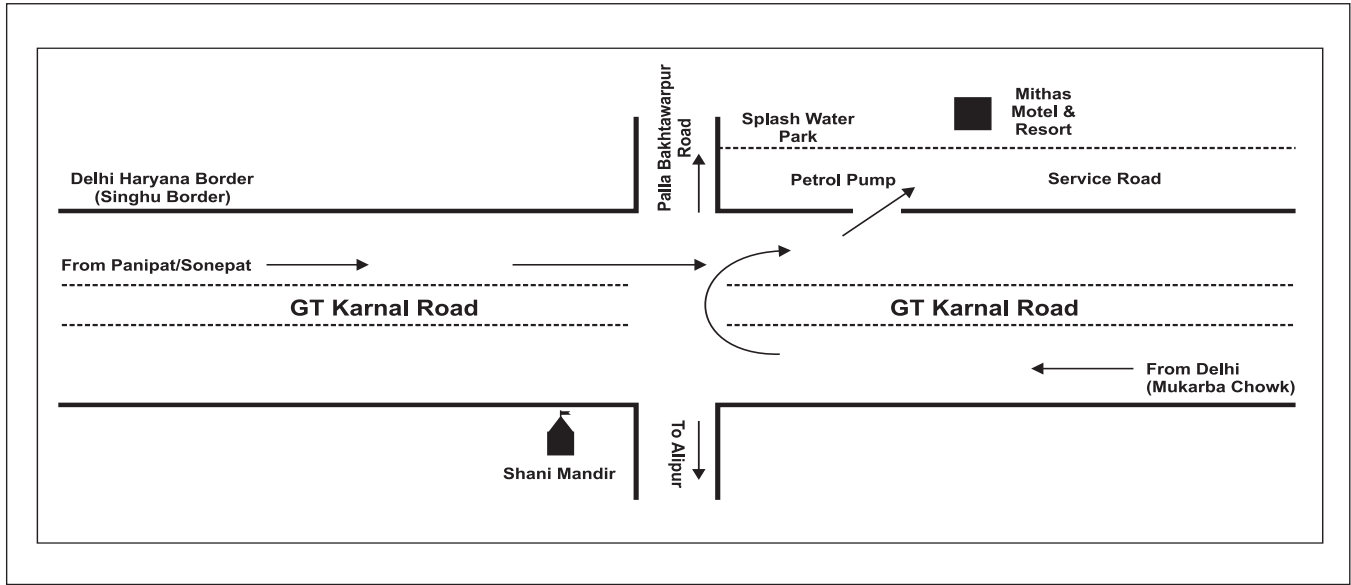 Palla Bakhtawarpur
Road
Splash Water
Park
Mithas
Motel &
Resort
Delhi Haryana Border
(Singhu Border)
Petrol Pump
Service Road
From Panipat/Sonepat
GT Karnal Road
GT Karnal Road
From Delhi
(Mukarba Chowk)
To Alipur
Shani Mandir